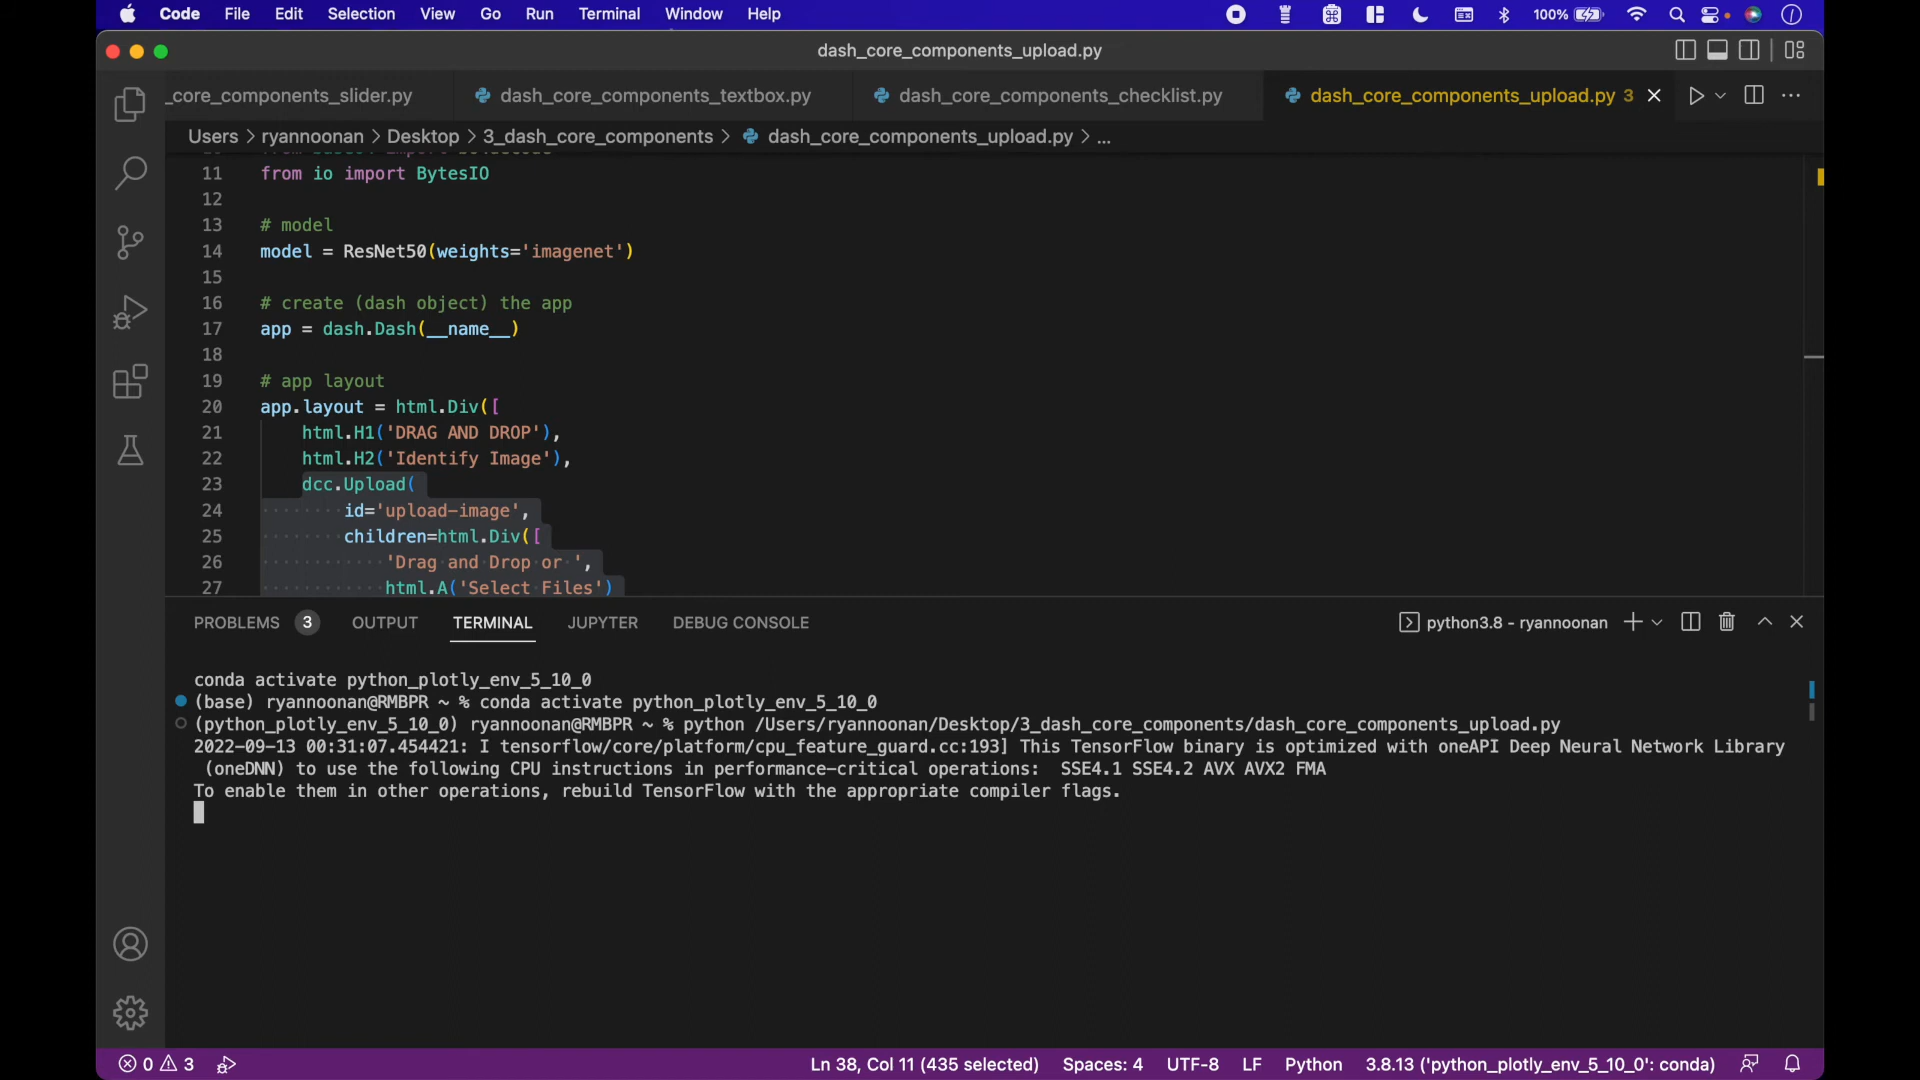 Code File Edit Selection View Go Run Terminal Window Help 100%
dash_core_components_upload.py
_core_components_slider.py dash_core_components_textbox.py dash_core_components_checklist.py dash_core_components_upload.py 3
Users > ryannoonan > Desktop > 3_dash_core_components > dash_core_components_upload.py > ...
11 from io import BytesIO
12
13 # model
14 model = ResNet50(weights='imagenet')
15
16 # create (dash object) the app
17 app = dash.Dash(__name__)
18
19 # app layout
20 app.layout = html.Div([
21 html.H1('DRAG AND DROP'),
22 html.H2('Identify Image'),
23 dcc.Upload(
24 id='upload-image',
25 children=html.Div([
26 'Drag and Drop or ',
27 html.A('Select Files')
PROBLEMS 3 OUTPUT TERMINAL JUPYTER DEBUG CONSOLE python3.8 - ryannoonan
conda activate python_plotly_env_5_10_0
(base) ryannoonan@RMBPR ~ % conda activate python_plotly_env_5_10_0
(python_plotly_env_5_10_0) ryannoonan@RMBPR ~ % python /Users/ryannoonan/Desktop/3_dash_core_components/dash_core_components_upload.py
2022-09-13 00:31:07.454421: I tensorflow/core/platform/cpu_feature_guard.cc:193] This TensorFlow binary is optimized with oneAPI Deep Neural Network Library
(oneDNN) to use the following CPU instructions in performance-critical operations: SSE4.1 SSE4.2 AVX AVX2 FMA
To enable them in other operations, rebuild TensorFlow with the appropriate compiler flags.
0 3 Ln 38, Col 11 (435 selected) Spaces: 4 UTF-8 LF Python 3.8.13 ('python_plotly_env_5_10_0': conda)